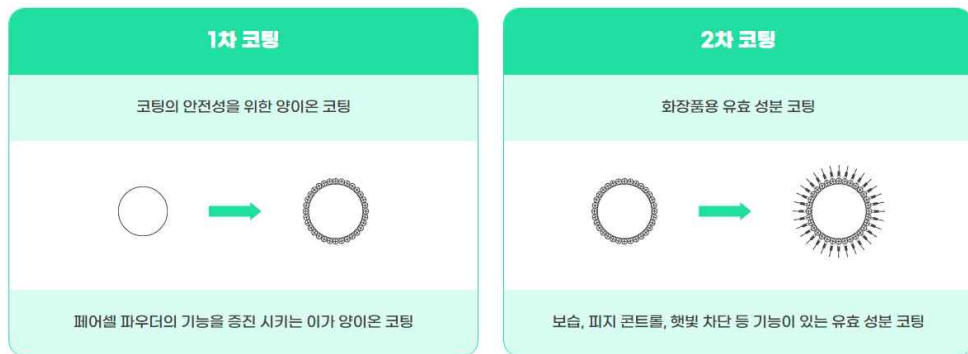 1차 코팅
코팅의 안전성을 위한 양이온 코팅
페어셀 파우더의 기능을 증진 시키는 이가 양이온 코팅
2차 코팅
화장품용 유효 성분 코팅
보습, 피지 콘트롤, 햇빛 차단 등 기능이 있는 유효 성분 코팅